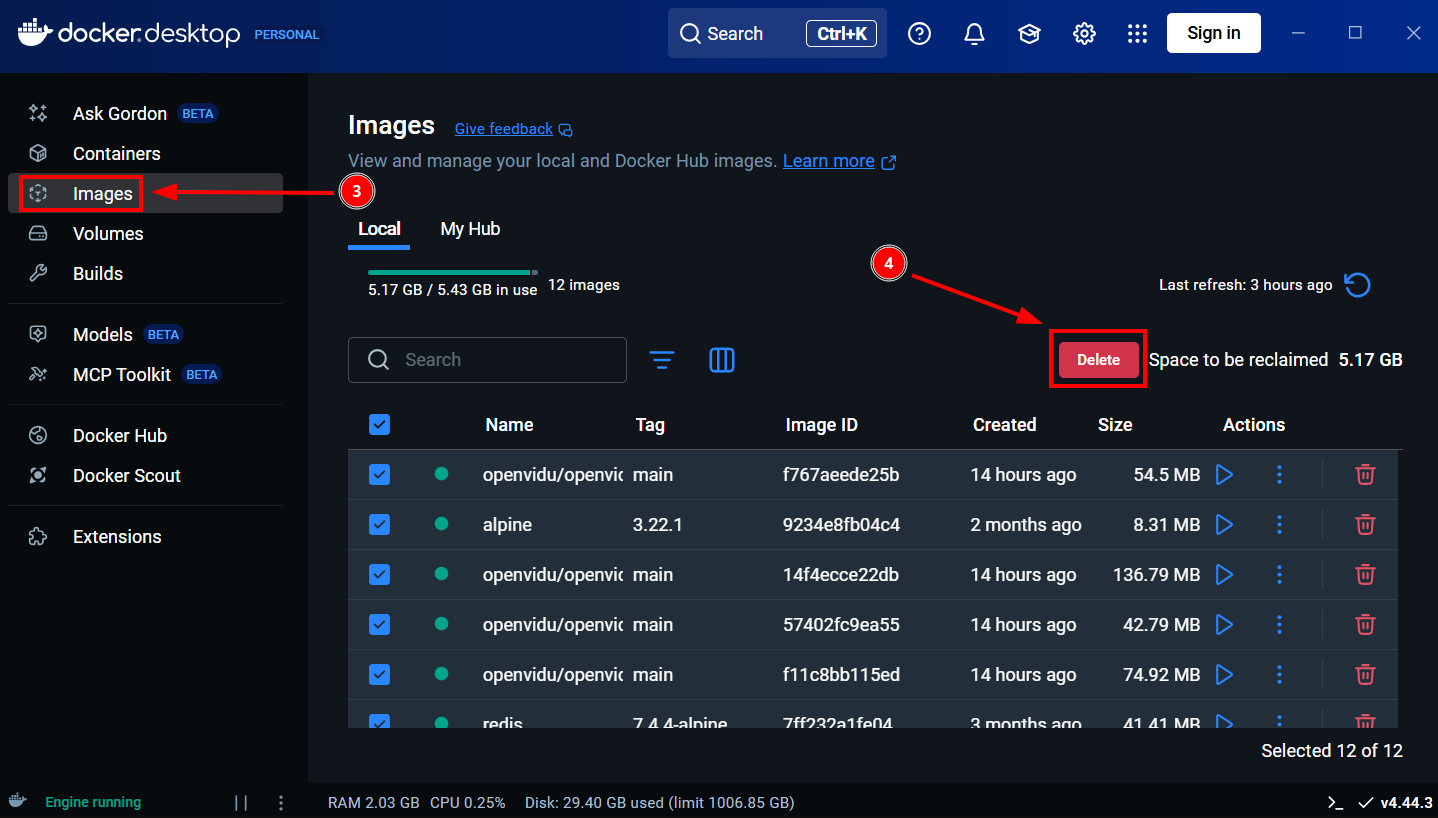 docker.desktop PERSONAL Search Ctrl+K Sign in
Ask Gordon BETA
Containers
Images
Volumes
Builds
Models BETA
MCP Toolkit BETA
Docker Hub
Docker Scout
Extensions
3
Images Give feedback
View and manage your local and Docker Hub images. Learn more
Local My Hub
5.17 GB / 5.43 GB in use 12 images
4
Last refresh: 3 hours ago
Search
Delete Space to be reclaimed 5.17 GB
Name Tag Image ID Created Size Actions
openvidu/openvic main f767aeede25b 14 hours ago 54.5 MB
alpine 3.22.1 9234e8fb04c4 2 months ago 8.31 MB
openvidu/openvic main 14f4ecce22db 14 hours ago 136.79 MB
openvidu/openvic main 57402fc9ea55 14 hours ago 42.79 MB
openvidu/openvic main f11c8bb115ed 14 hours ago 74.92 MB
redis 7.4.4-alpine 7ff232a1fe04 3 months ago 41.41 MB
Selected 12 of 12
Engine running
RAM 2.03 GB CPU 0.25% Disk: 29.40 GB used (limit 1006.85 GB)
v4.44.3